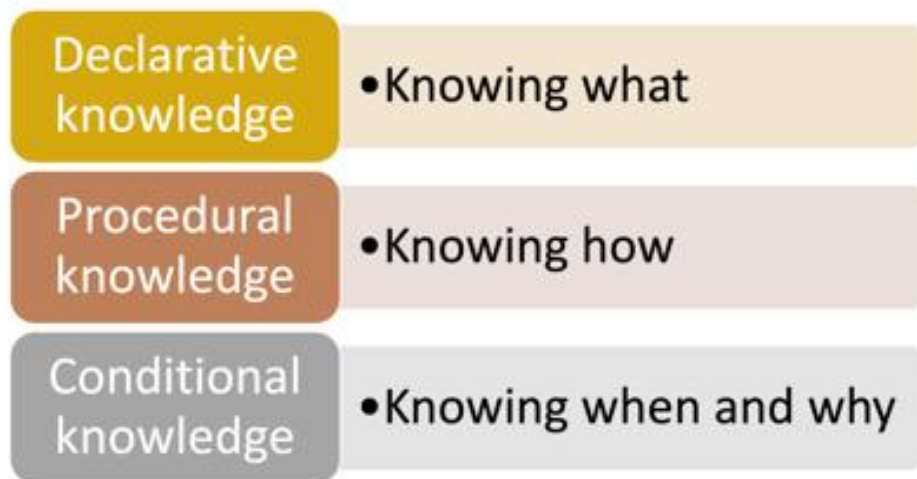 Declarative
knowledge
•Knowing what
Procedural
knowledge
•Knowing how
Conditional
knowledge
•Knowing when and why